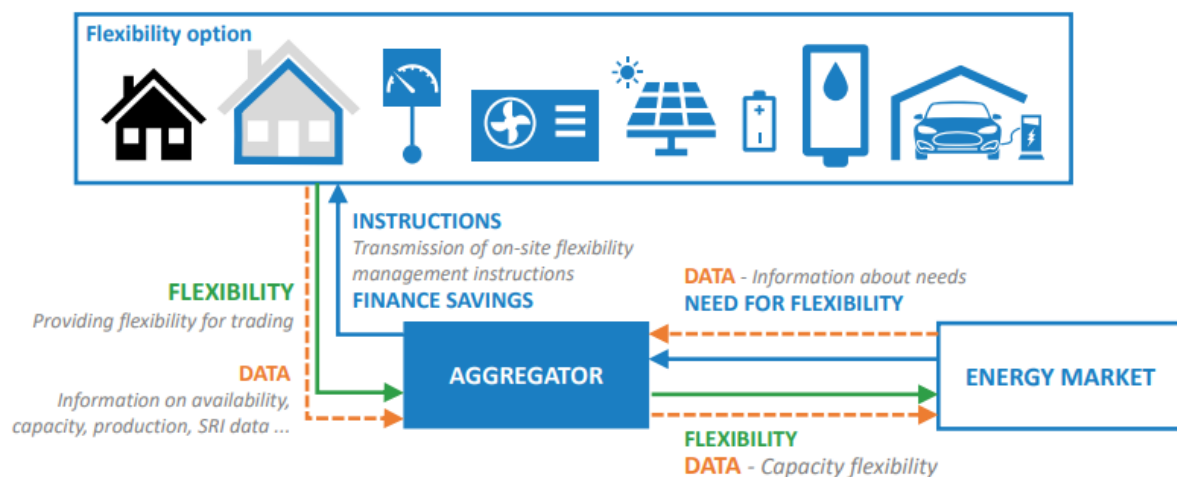 Flexibility option
INSTRUCTIONS
Transmission of on-site flexibility
management instructions
FINANCE SAVINGS
FLEXIBILITY
Providing flexibility for trading
DATA
Information on availability,
capacity, production, SRI data ...
AGGREGATOR
DATA - Information about needs
NEED FOR FLEXIBILITY
ENERGY MARKET
FLEXIBILITY
DATA - Capacity flexibility